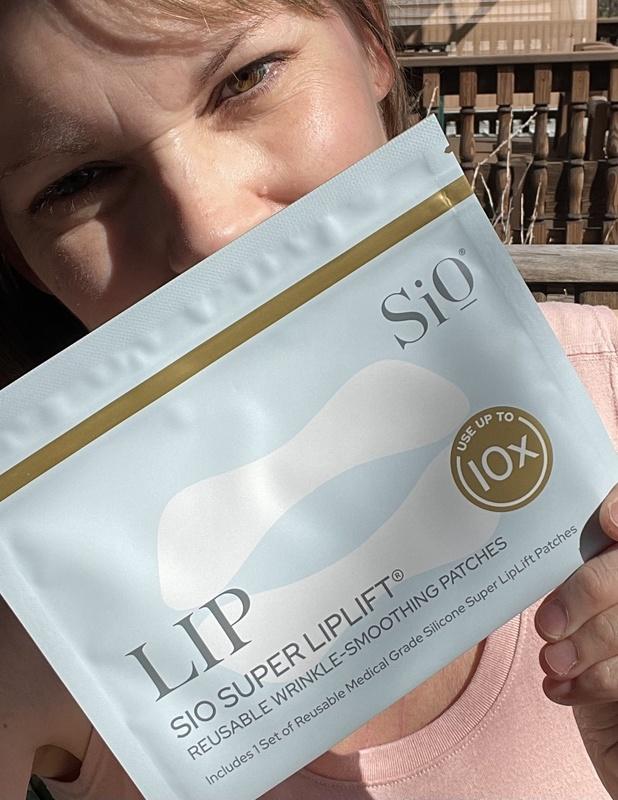 SiO®
USE UP TO
10x
LIP
SIO SUPER LIPLIFT®
REUSABLE WRINKLE-SMOOTHING PATCHES
Includes 1 Set of Reusable Medical Grade Silicone Super LipLift Patches